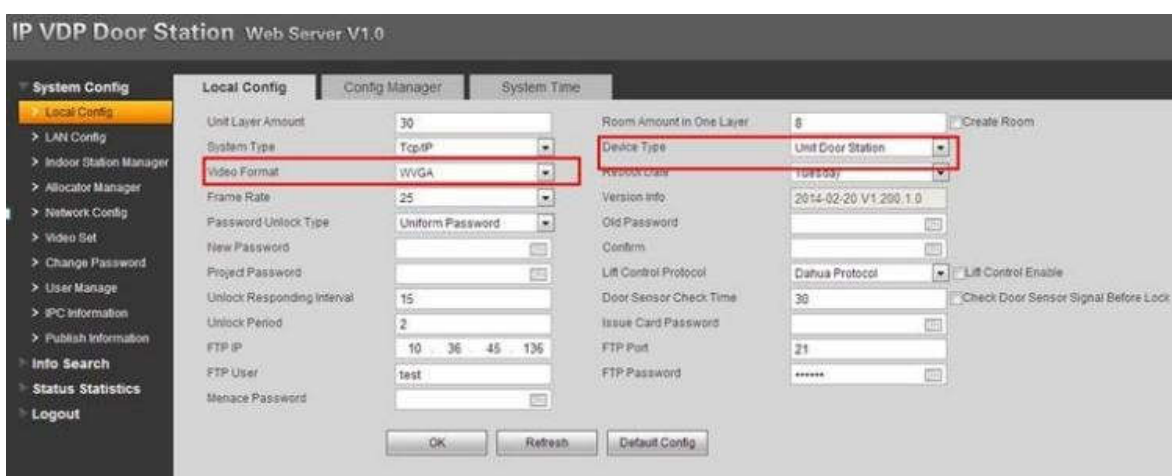 IP VDP Door Station Web Server V1.0
System Config
Local Config
Config Manager
System Time
> Local Config
> LAN Config
> Indoor Station Manager
> Allocator Manager
> Network Config
> Video Set
> Change Password
> User Manage
> IPC Information
> Publish Information
Info Search
Status Statistics
Logout
Unit Layer Amount 30 Room Amount in One Layer 8 Create Room
System Type Tcp/IP Device Type Unit Door Station
Video Format WVGA Reboot Date Tuesday
Frame Rate 25 Version Info 2014-02-20 V1.200.1.0
Password Unlock Type Uniform Password Old Password
New Password Confirm
Project Password Lift Control Protocol Dahua Protocol Lift Control Enable
Unlock Responding Interval 15 Door Sensor Check Time 30 Check Door Sensor Signal Before Lock
Unlock Period 2 Issue Card Password
FTP IP 10 . 36 . 45 . 136 FTP Port 21
FTP User test FTP Password ••••••
Menace Password
OK Refresh Default Config